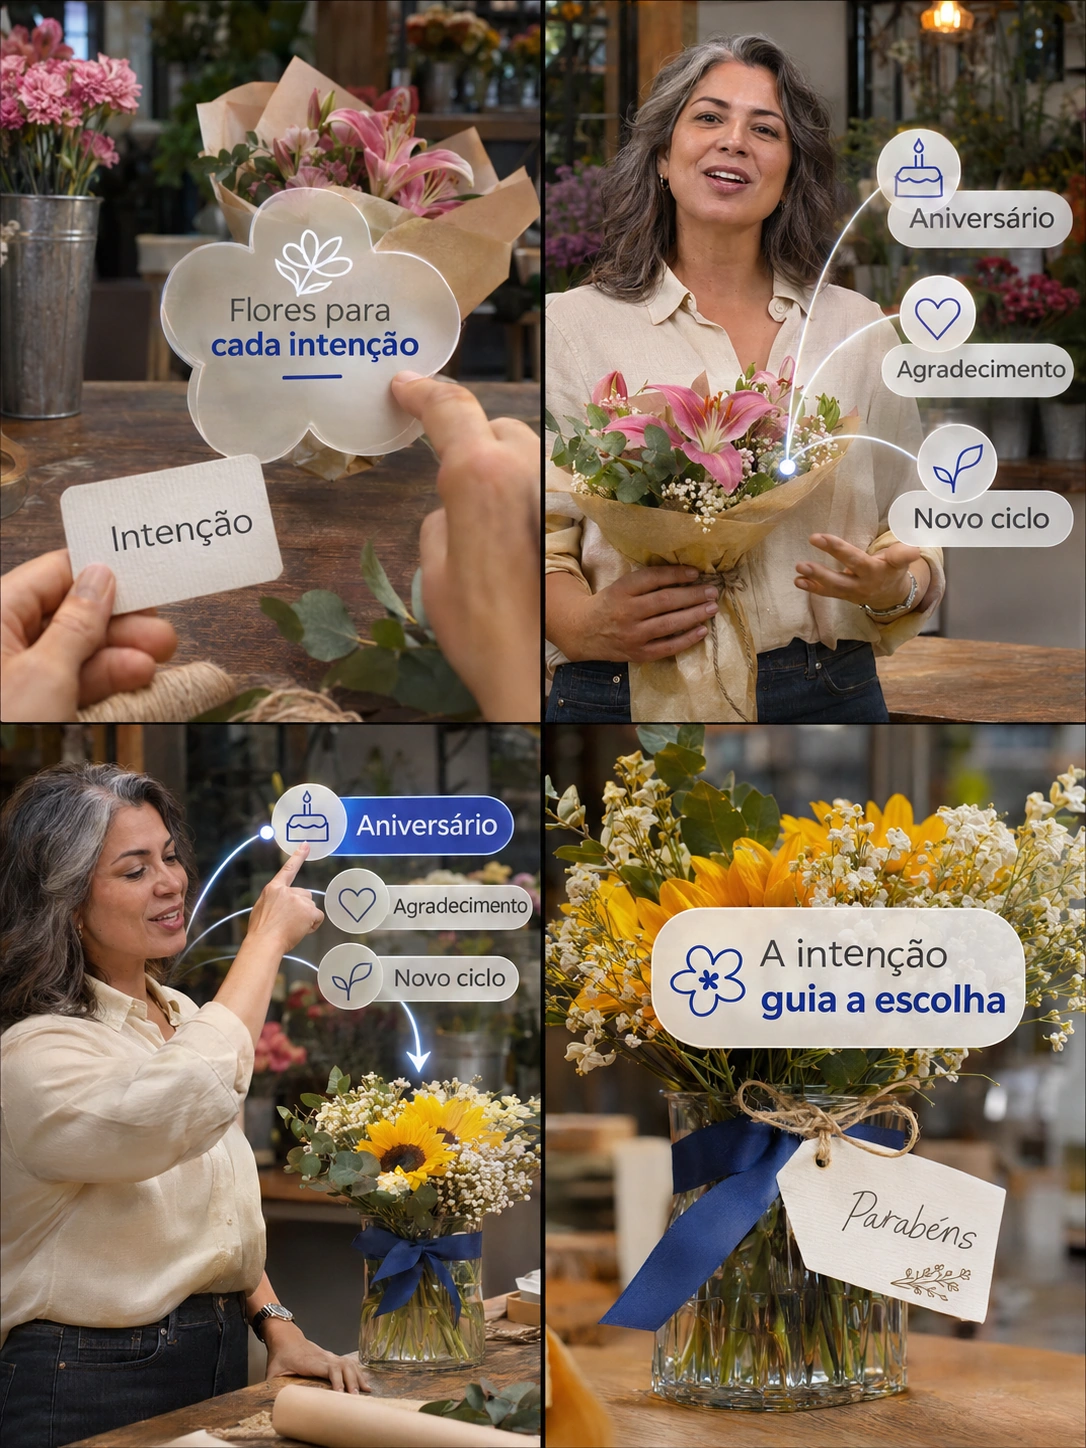 Flores para
cada intenção
Intenção
Aniversário
Agradecimento
Novo ciclo
Aniversário
Agradecimento
Novo ciclo
A intenção
guia a escolha
Parabéns